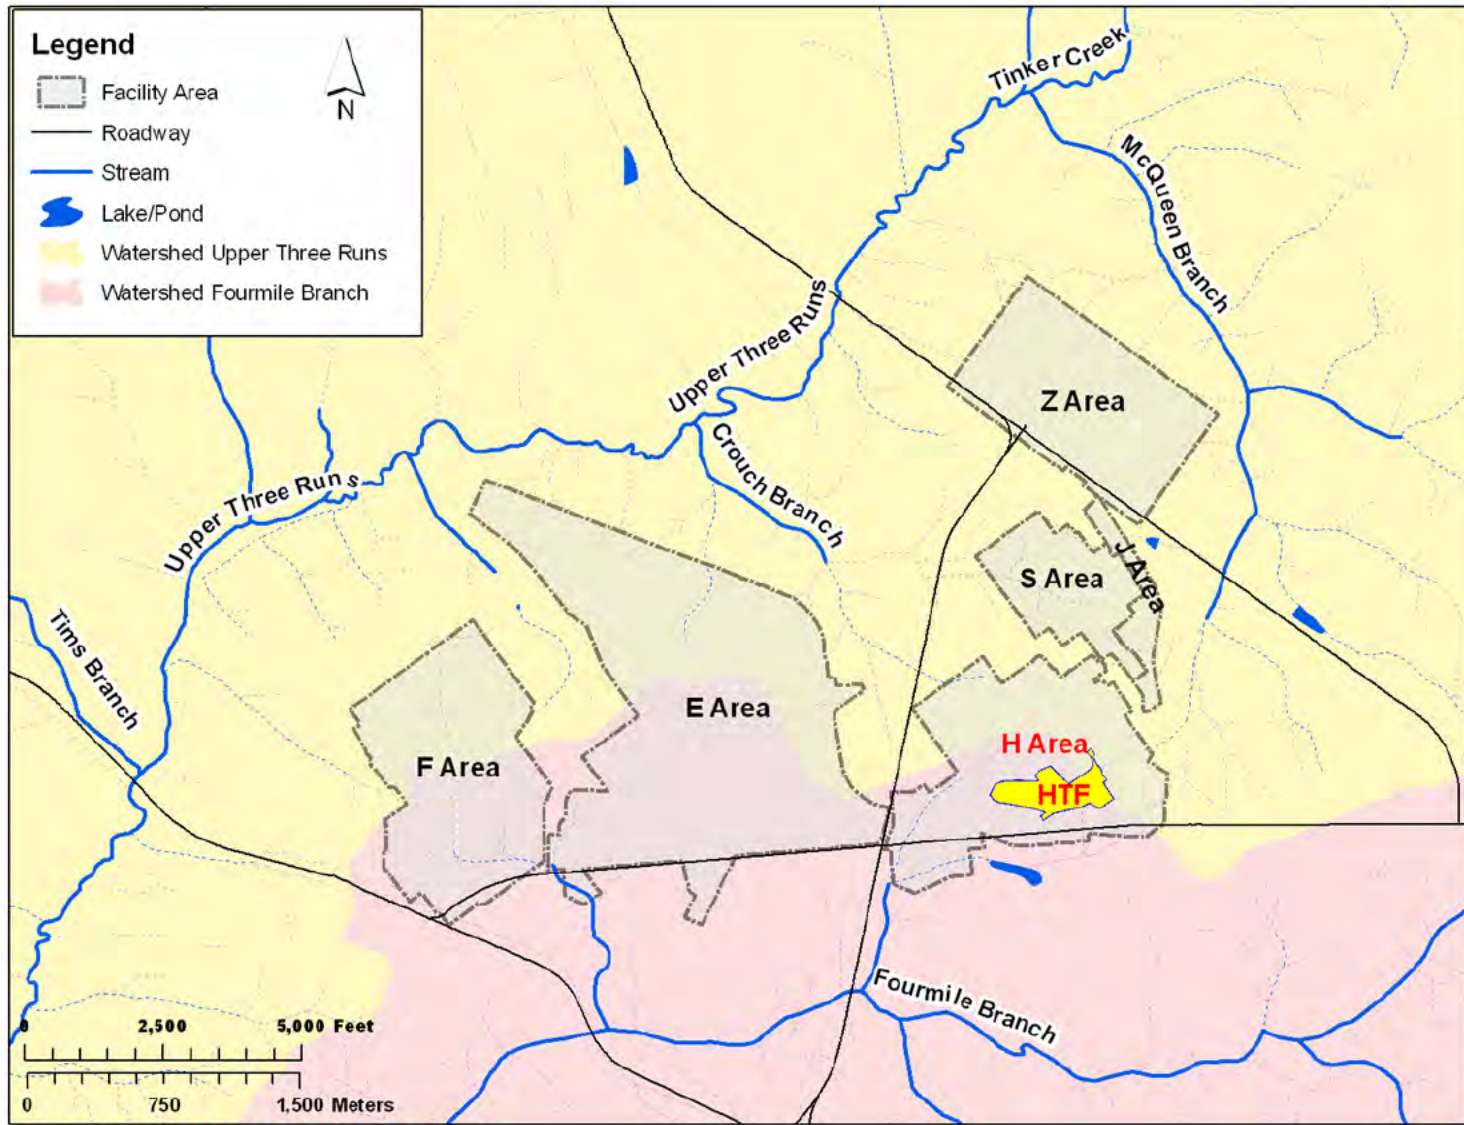 Legend
N
Facility Area
Roadway
Stream
Lake/Pond
Watershed Upper Three Runs
Watershed Fourmile Branch
Tinker Creek
McQueen Branch
Upper Three Runs
Z Area
Crouch Branch
Upper Three Runs
J Area
S Area
Tims Branch
E Area
H Area
F Area
HTF
Fourmile Branch
0 2,500 5,000 Feet
0 750 1,500 Meters